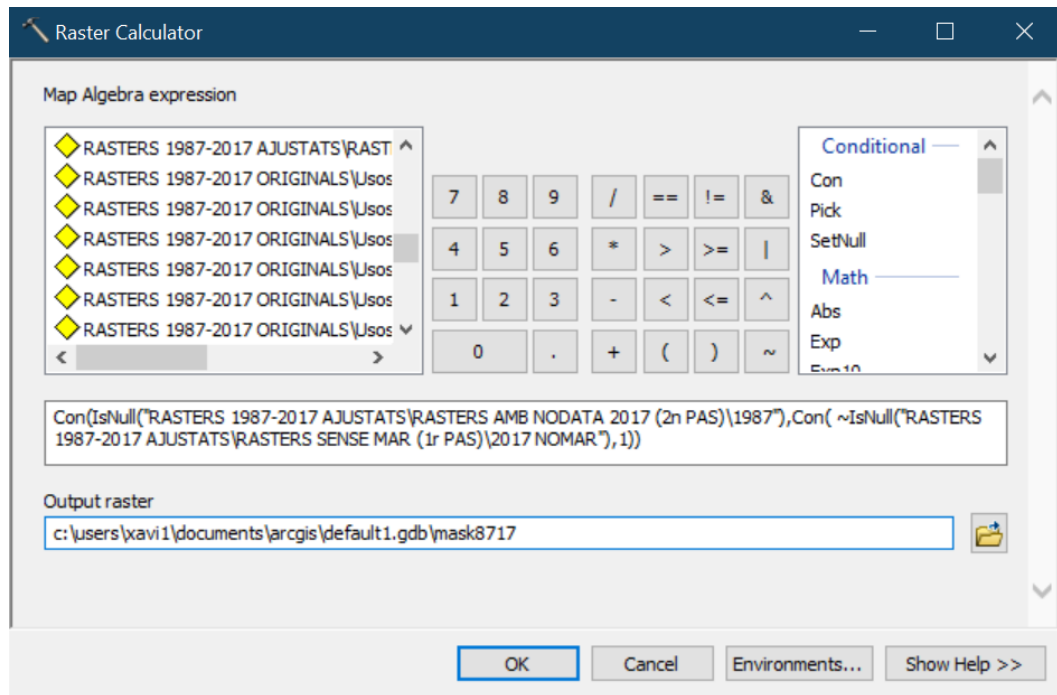 Raster Calculator
Map Algebra expression
RASTERS 1987-2017 AJUSTATS\RAST
RASTERS 1987-2017 ORIGINALS\Usos
RASTERS 1987-2017 ORIGINALS\Usos
RASTERS 1987-2017 ORIGINALS\Usos
RASTERS 1987-2017 ORIGINALS\Usos
RASTERS 1987-2017 ORIGINALS\Usos
RASTERS 1987-2017 ORIGINALS\Usos
7 8 9 / == != &
4 5 6 * > >= |
1 2 3 - < <= ^
0 . + ( ) ~
Conditional
Con
Pick
SetNull
Math
Abs
Exp
Exp10
Con(IsNull("RASTERS 1987-2017 AJUSTATS\RASTERS AMB NODATA 2017 (2n PAS)\1987"),Con( ~IsNull("RASTERS
1987-2017 AJUSTATS\RASTERS SENSE MAR (1r PAS)\2017 NOMAR"),1))
Output raster
c:\users\xavi1\documents\arcgis\default1.gdb\mask8717
OK Cancel Environments... Show Help >>